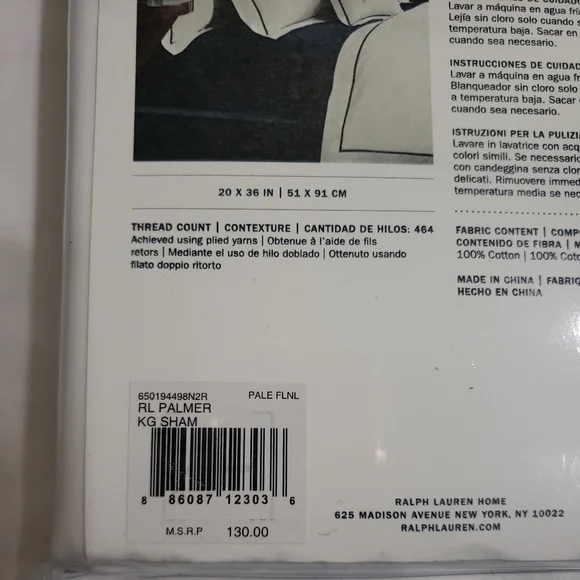 Lavar a máquina en agua fría
Lejía sin cloro solo cuando s
temperatura baja. Sacar en
cuando sea necesario.
INSTRUCCIONES DE CUIDAD
Lavar a máquina en agua fr
Blanqueador sin cloro solo
a temperatura baja. Sacar
cuando sea necesario.
ISTRUZIONI PER LA PULIZI
Lavare in lavatrice con acq
colori simili. Se necessario
con candeggina senza clor
delicati. Rimuovere immed
temperatura media se nec
20 X 36 IN | 51 X 91 CM
THREAD COUNT | CONTEXTURE | CANTIDAD DE HILOS: 464
Achieved using plied yarns | Obtenue à l'aide de fils
retors | Mediante el uso de hilo doblado | Ottenuto usando
filato doppio ritorto
FABRIC CONTENT | COMP
CONTENIDO DE FIBRA | M
100% Cotton | 100% Cot
MADE IN CHINA | FABRIQ
HECHO EN CHINA
650194498N2R PALE FLNL
RL PALMER
KG SHAM
8 86087 12303 6
M.S.R.P 130.00
RALPH LAUREN HOME
625 MADISON AVENUE NEW YORK, NY 10022
RALPHLAUREN.COM